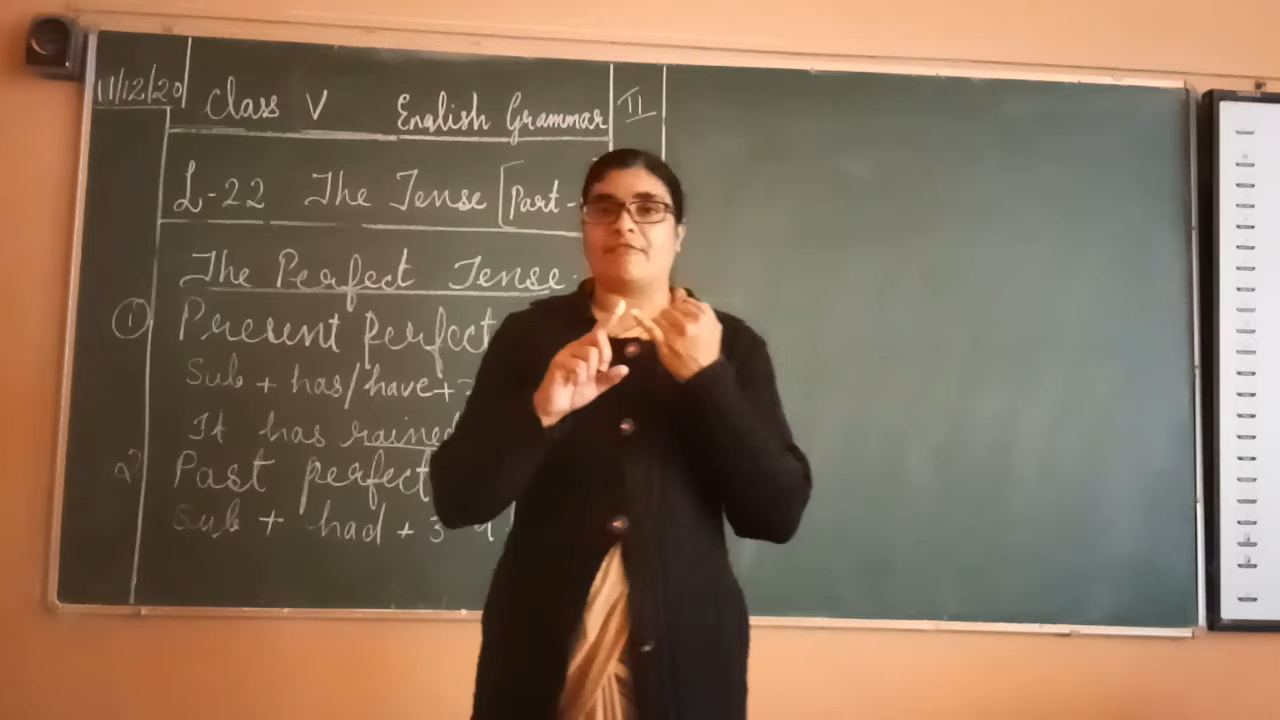 11/12/20 Class V English Grammar II
L-22 The Tense [Part-
The Perfect Tense.
① Present perfect
Sub + has/have +
It has rained
2 Past perfect
Sub + had + 3